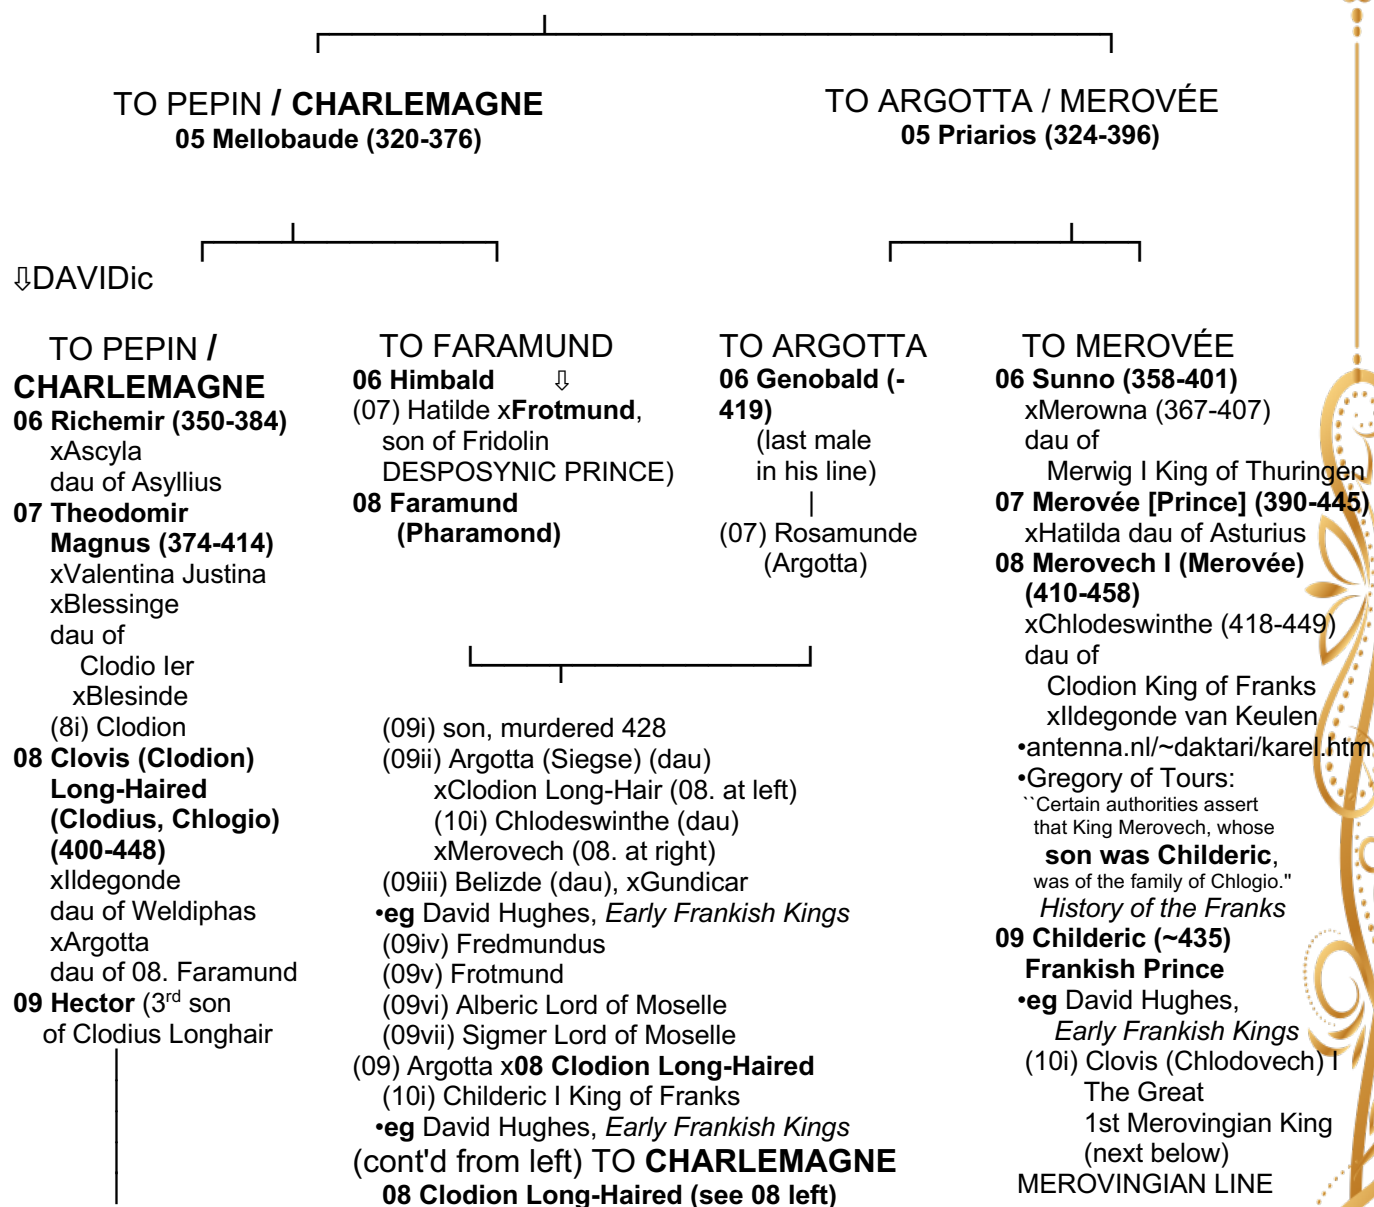 TO PEPIN / CHARLEMAGNE
05 Mellobaude (320-376)
TO ARGOTTA / MEROVÉE
05 Priarios (324-396)
⇩DAVIDic
TO PEPIN /
CHARLEMAGNE
06 Richemir (350-384)
xAscyla
dau of Asyllius
07 Theodomir
Magnus (374-414)
xValentina Justina
xBlessinge
dau of
Clodio Ier
xBlesinde
(8i) Clodion
08 Clovis (Clodion)
Long-Haired
(Clodius, Chlogio)
(400-448)
xIldegonde
dau of Weldiphas
xArgotta
dau of 08. Faramund
09 Hector (3rd son
of Clodius Longhair
TO FARAMUND
06 Himbald ⇩
(07) Hatilde xFrotmund,
son of Fridolin
DESPOSYNIC PRINCE)
08 Faramund
(Pharamond)
TO ARGOTTA
06 Genobald (-
419)
(last male
in his line)
|
(07) Rosamunde
(Argotta)
(09i) son, murdered 428
(09ii) Argotta (Siegse) (dau)
xClodion Long-Hair (08. at left)
(10i) Chlodeswinthe (dau)
xMerovech (08. at right)
(09iii) Belizde (dau), xGundicar
•eg David Hughes, Early Frankish Kings
(09iv) Fredmundus
(09v) Frotmund
(09vi) Alberic Lord of Moselle
(09vii) Sigmer Lord of Moselle
(09) Argotta x08 Clodion Long-Haired
(10i) Childeric I King of Franks
•eg David Hughes, Early Frankish Kings
(cont'd from left) TO CHARLEMAGNE
08 Clodion Long-Haired (see 08 left)
TO MEROVÉE
06 Sunno (358-401)
xMerowna (367-407)
dau of
Merwig I King of Thuringen
07 Merovée [Prince] (390-445)
xHatilda dau of Asturius
08 Merovech I (Merovée)
(410-458)
xChlodeswinthe (418-449)
dau of
Clodion King of Franks
xIldegonde van Keulen
•antenna.nl/~daktari/karel.htm
•Gregory of Tours:
``Certain authorities assert
that King Merovech, whose
son was Childeric,
was of the family of Chlogio."
History of the Franks
09 Childeric (~435)
Frankish Prince
•eg David Hughes,
Early Frankish Kings
(10i) Clovis (Chlodovech) I
The Great
1st Merovingian King
(next below)
MEROVINGIAN LINE